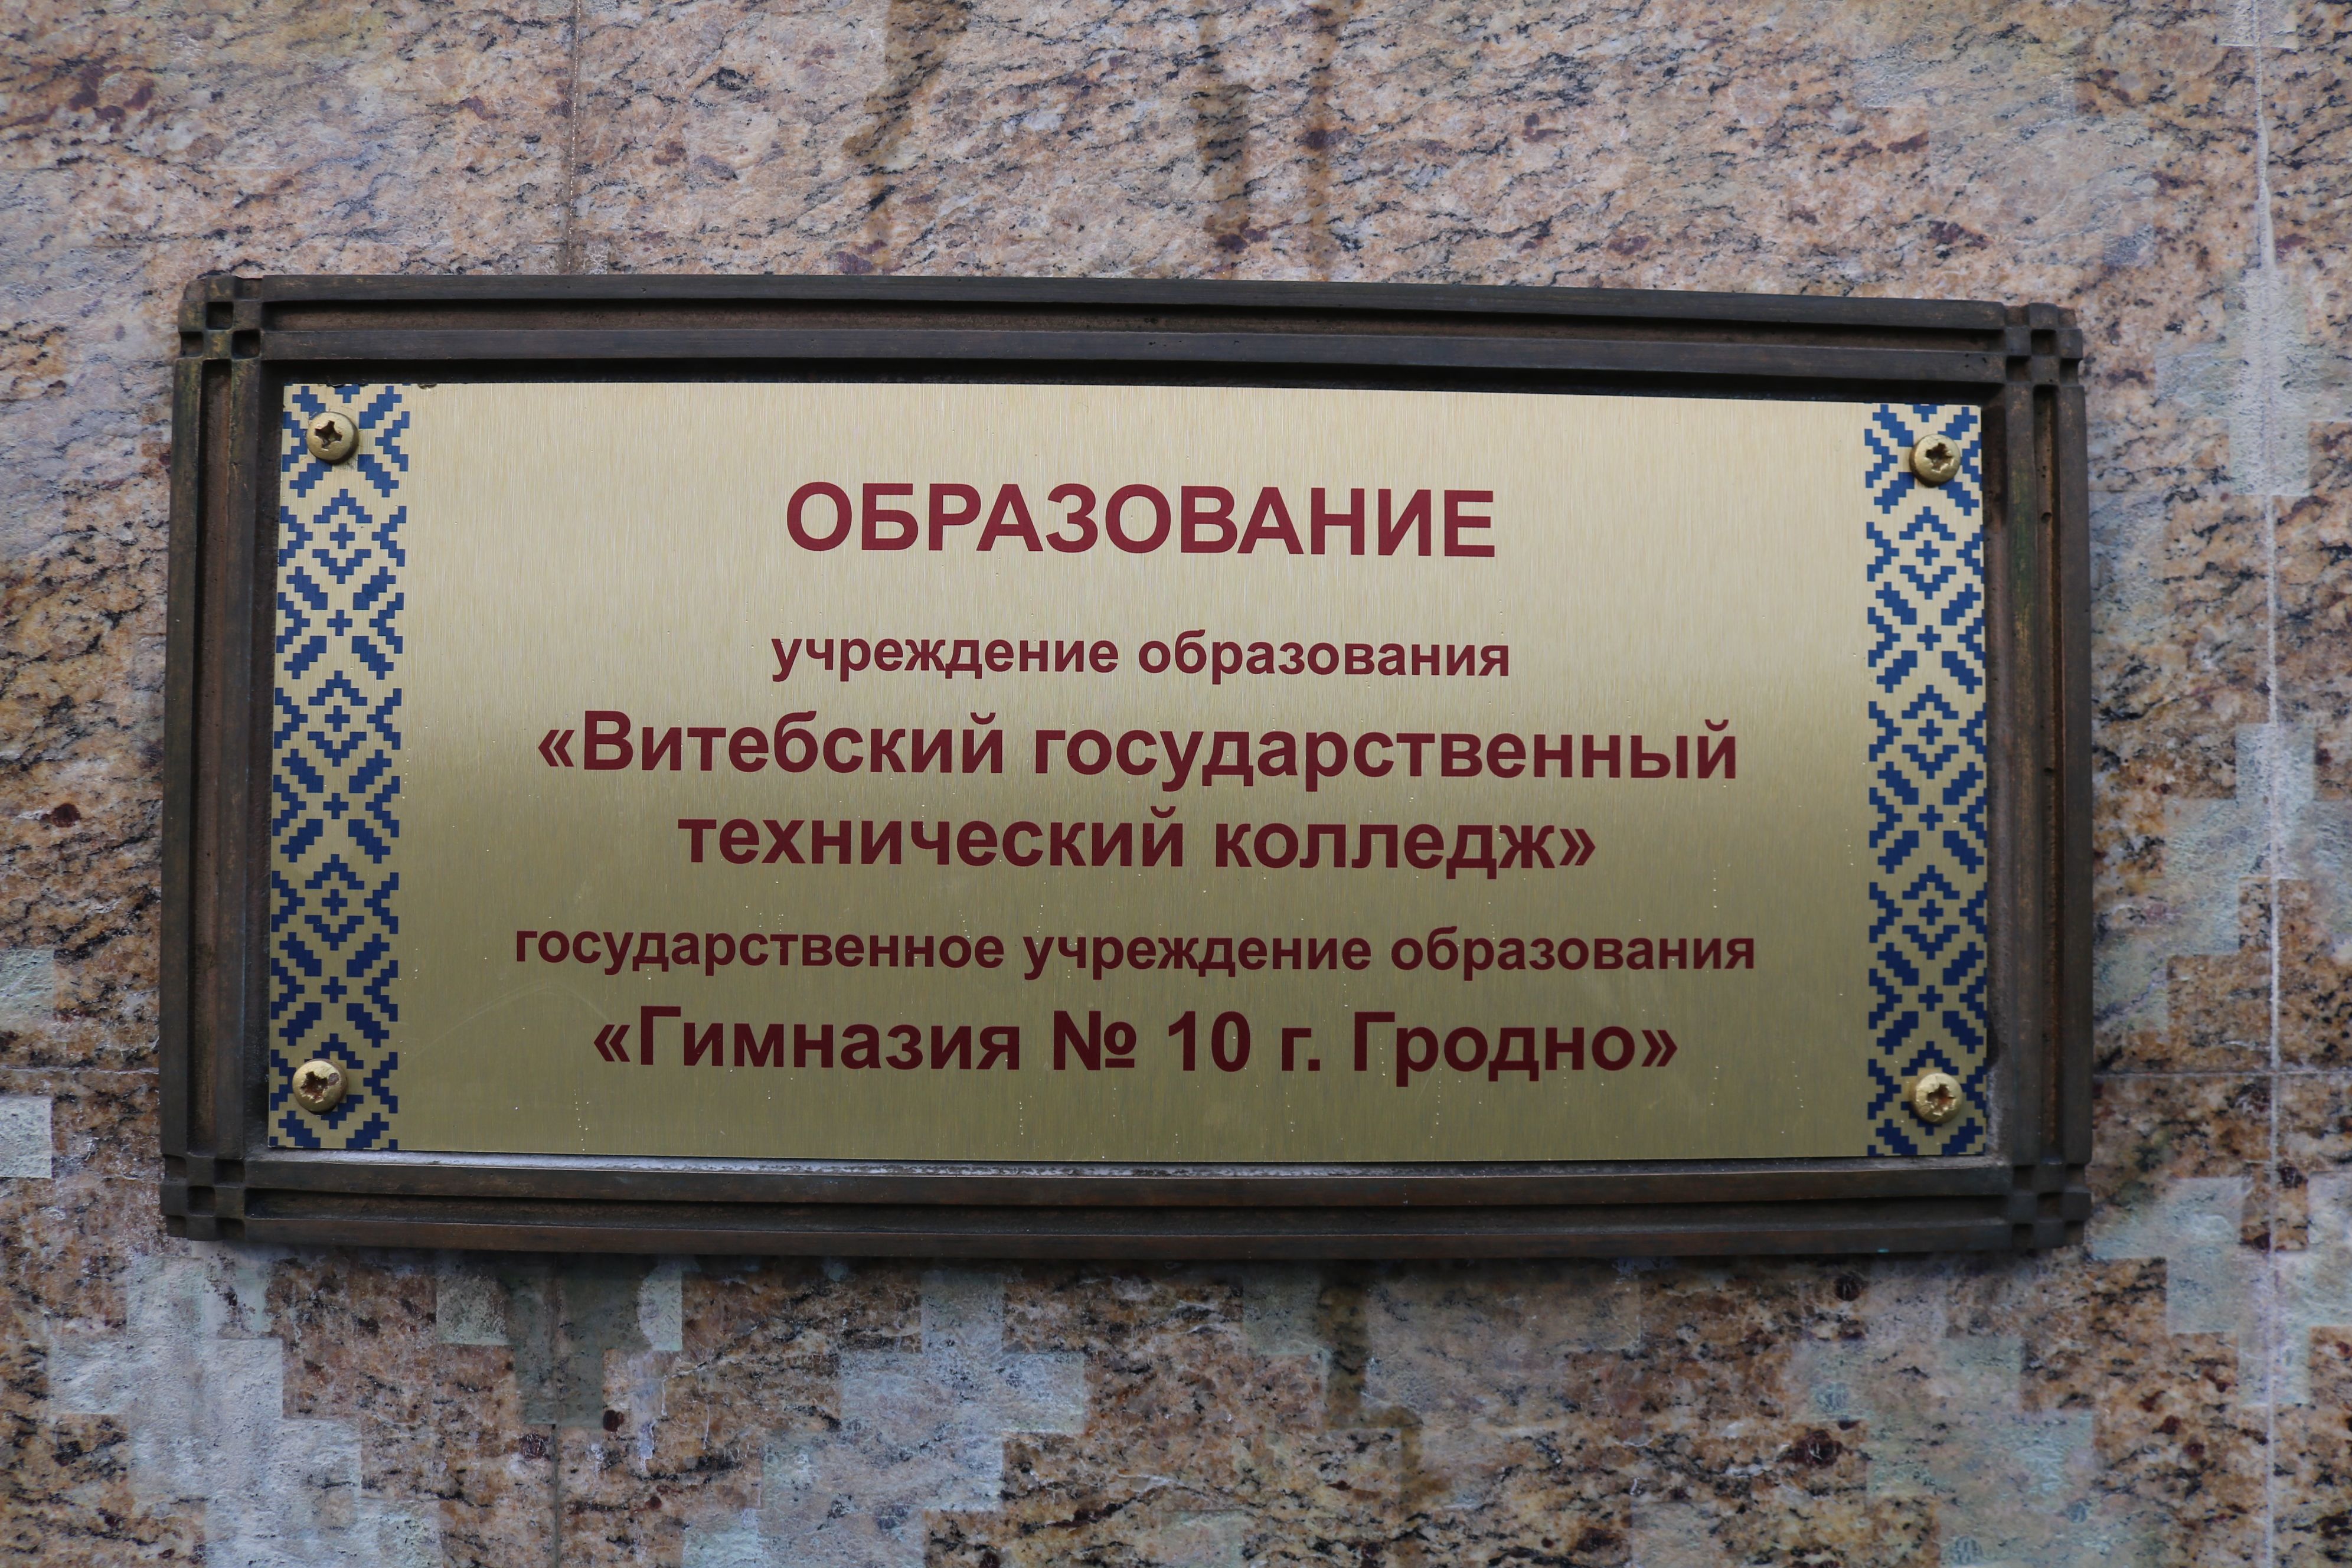 ОБРАЗОВАНИЕ
учреждение образования
«Витебский государственный
технический колледж»
государственное учреждение образования
«Гимназия № 10 г. Гродно»